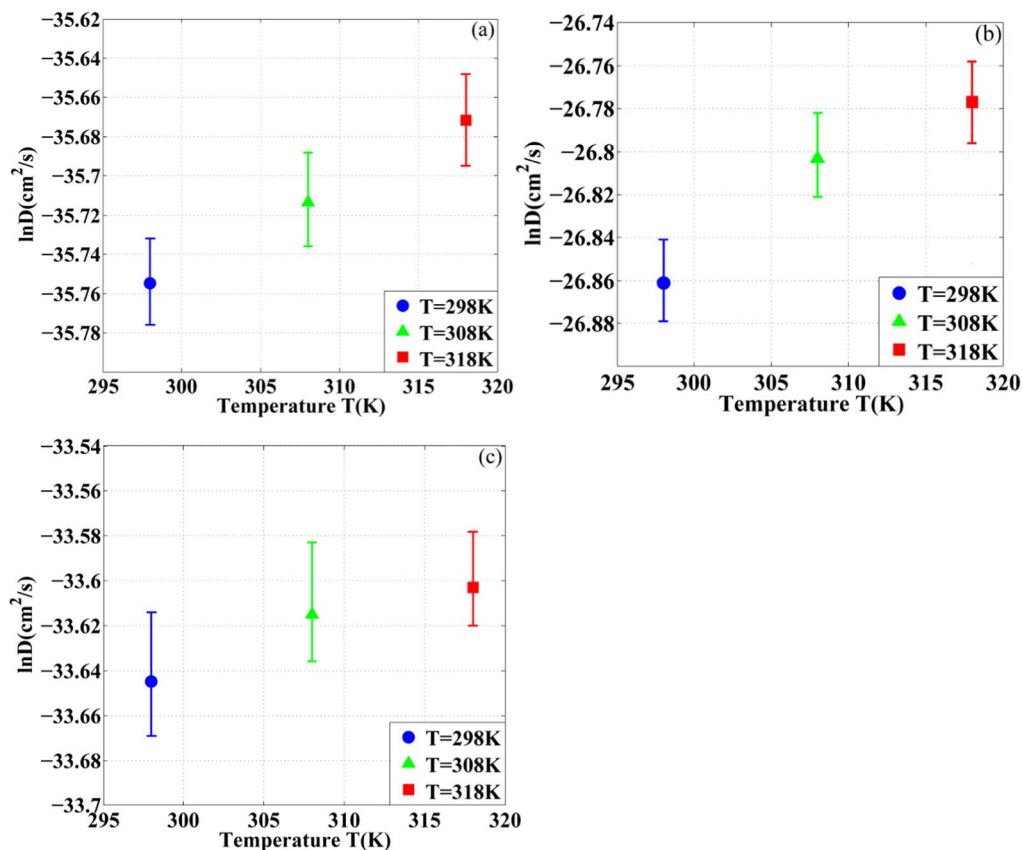 (a)
lnD(cm²/s)
−35.62
−35.64
−35.66
−35.68
−35.7
−35.72
−35.74
−35.76
−35.78
295 300 305 310 315 320
Temperature T(K)
T=298K
T=308K
T=318K
(b)
lnD(cm²/s)
−26.74
−26.76
−26.78
−26.8
−26.82
−26.84
−26.86
−26.88
295 300 305 310 315 320
Temperature T(K)
T=298K
T=308K
T=318K
(c)
lnD(cm²/s)
−33.54
−33.56
−33.58
−33.6
−33.62
−33.64
−33.66
−33.68
−33.7
295 300 305 310 315 320
Temperature T(K)
T=298K
T=308K
T=318K